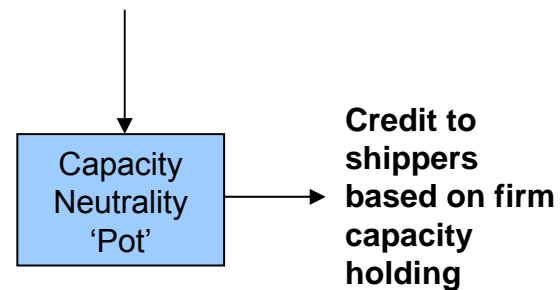 Capacity
Neutrality
‘Pot’
Credit to
shippers
based on firm
capacity
holding